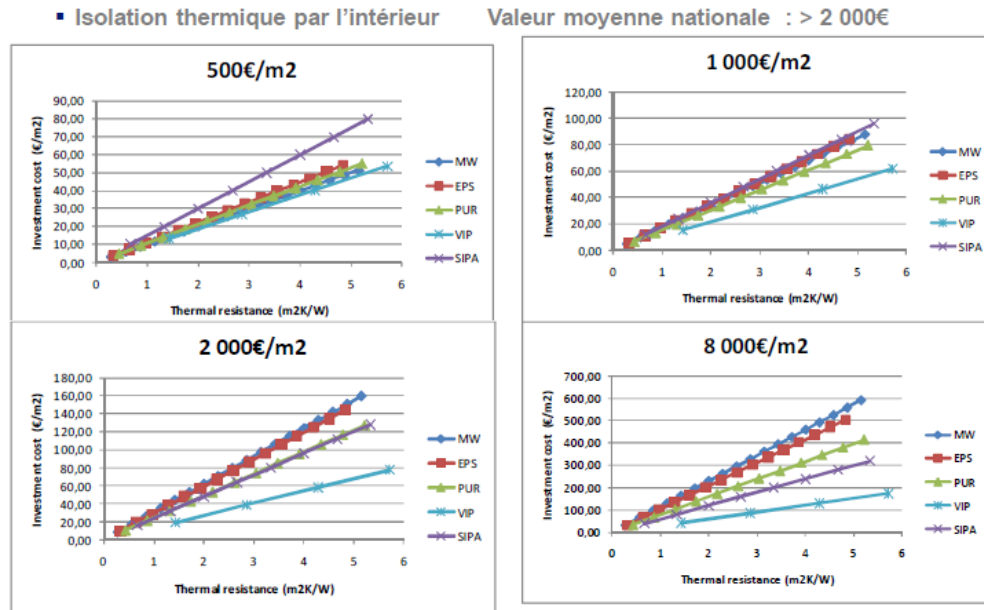 ▪ Isolation thermique par l'intérieur Valeur moyenne nationale : > 2 000€
500€/m2
Investment cost (€/m2)
90,00
80,00
70,00
60,00
50,00
40,00
30,00
20,00
10,00
0,00
0 1 2 3 4 5 6
Thermal resistance (m2K/W)
MW
EPS
PUR
VIP
SIPA
1 000€/m2
Investment cost (€/m2)
120,00
100,00
80,00
60,00
40,00
20,00
0,00
0 1 2 3 4 5 6
Thermal resistance (m2K/W)
MW
EPS
PUR
VIP
SIPA
2 000€/m2
Investment cost (€/m2)
180,00
160,00
140,00
120,00
100,00
80,00
60,00
40,00
20,00
0,00
0 1 2 3 4 5 6
Thermal resistance (m2K/W)
MW
EPS
PUR
VIP
SIPA
8 000€/m2
Investment cost (€/m2)
700,00
600,00
500,00
400,00
300,00
200,00
100,00
0,00
0 1 2 3 4 5 6
Thermal resistance (m2K/W)
MW
EPS
PUR
VIP
SIPA